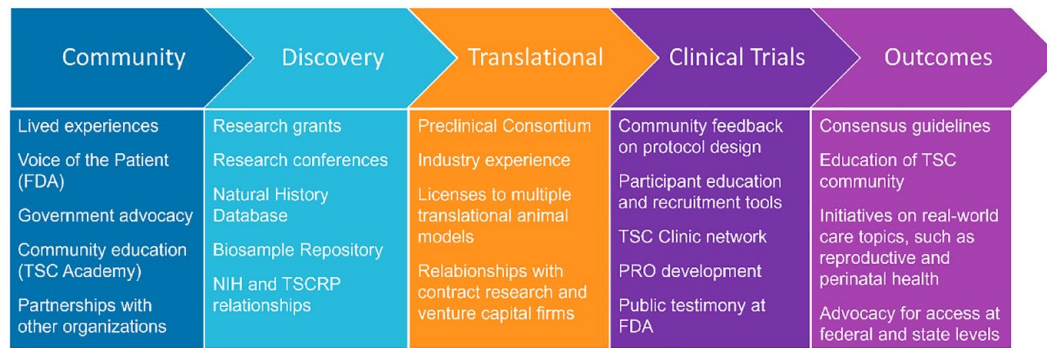 Community
Discovery
Translational
Clinical Trials
Outcomes
Lived experiences
Voice of the Patient
(FDA)
Government advocacy
Community education
(TSC Academy)
Partnerships with
other organizations
Research grants
Research conferences
Natural History
Database
Biosample Repository
NIH and TSCRP
relationships
Preclinical Consortium
Industry experience
Licenses to multiple
translational animal
models
Relabionships with
contract research and
venture capital firms
Community feedback
on protocol design
Participant education
and recruitment tools
TSC Clinic network
PRO development
Public testimony at
FDA
Consensus guidelines
Education of TSC
community
Initiatives on real-world
care topics, such as
reproductive and
perinatal health
Advocacy for access at
federal and state levels